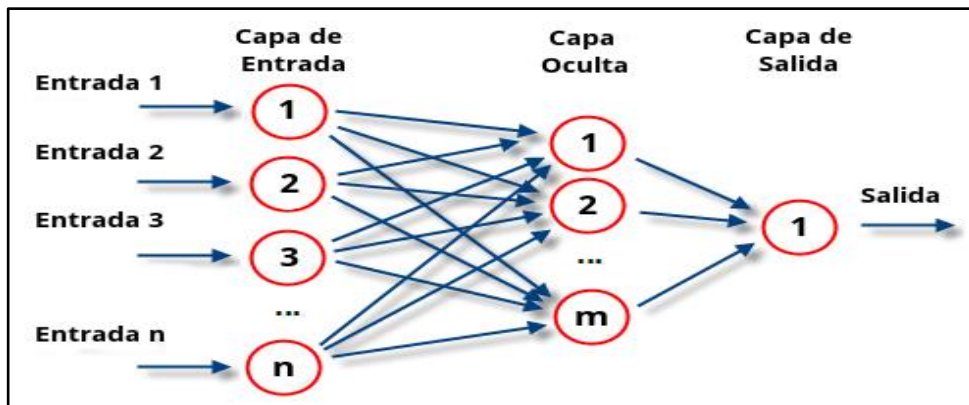 Capa de
Entrada
Capa
Oculta
Capa de
Salida
Entrada 1
1
Entrada 2
2
Entrada 3
3
...
Entrada n
n
1
2
...
m
1
Salida